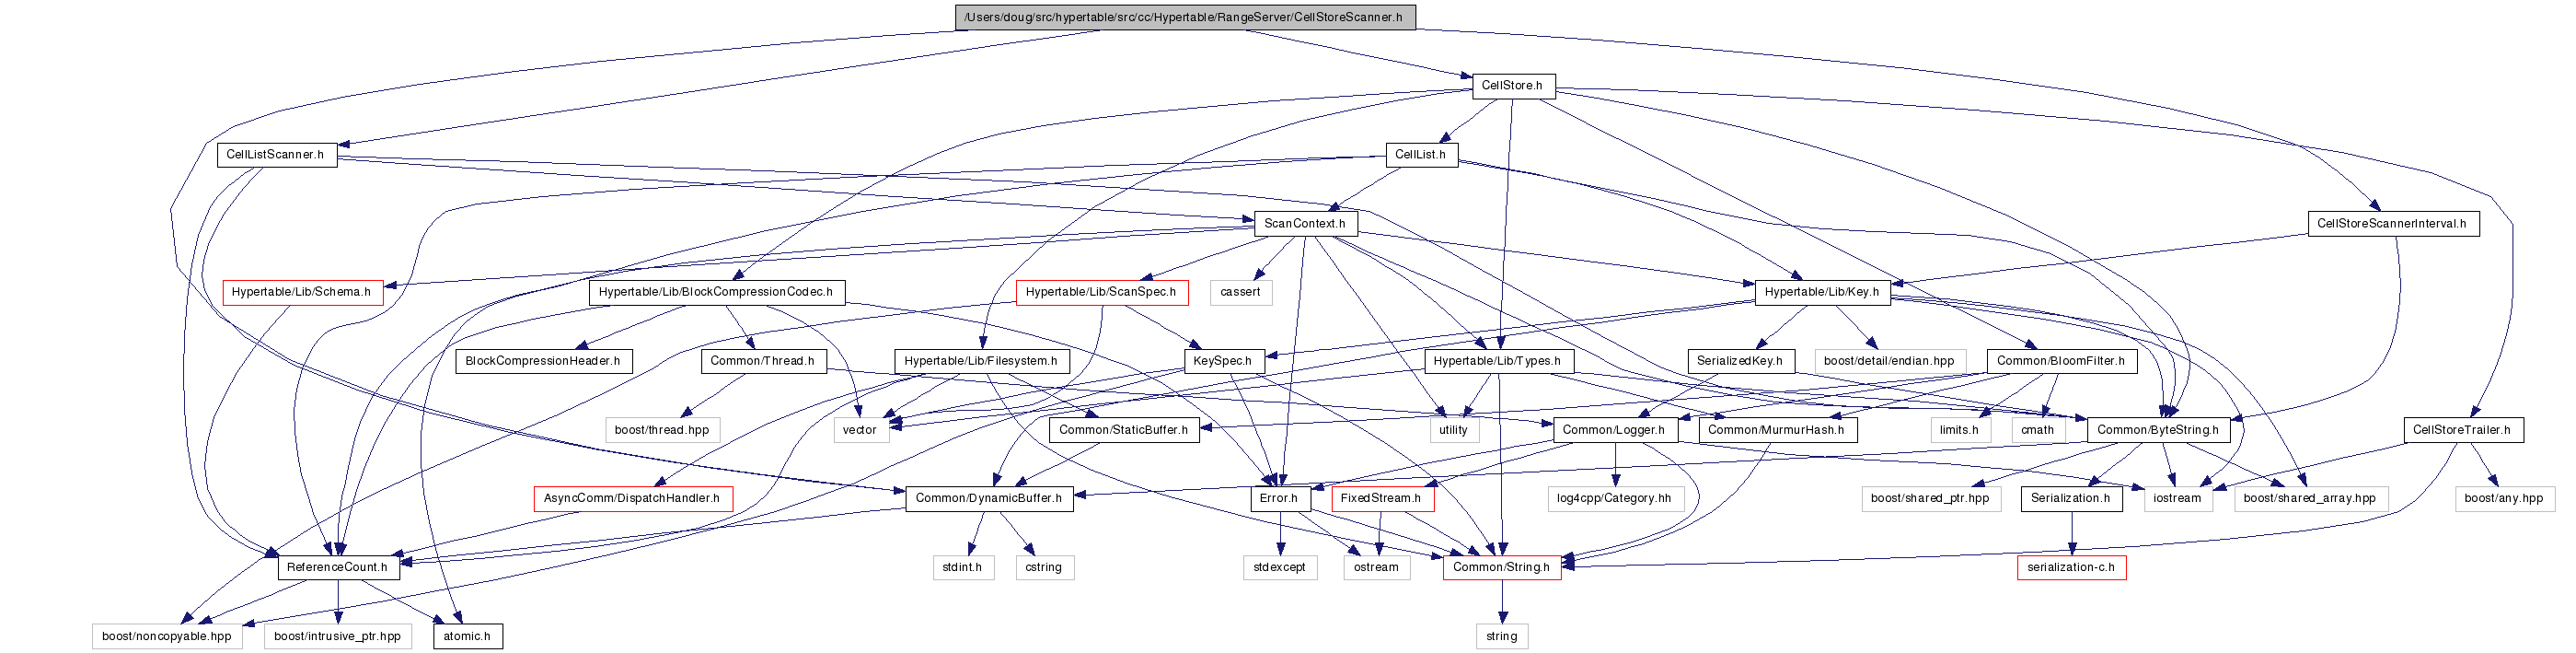 /Users/doug/src/hypertable/src/cc/Hypertable/RangeServer/CellStoreScanner.h
CellStore.h
CellListScanner.h
CellList.h
ScanContext.h
CellStoreScannerInterval.h
Hypertable/Lib/Schema.h
Hypertable/Lib/BlockCompressionCodec.h
Hypertable/Lib/ScanSpec.h
cassert
Hypertable/Lib/Key.h
BlockCompressionHeader.h
Common/Thread.h
Hypertable/Lib/Filesystem.h
KeySpec.h
Hypertable/Lib/Types.h
SerializedKey.h
boost/detail/endian.hpp
Common/BloomFilter.h
boost/thread.hpp
vector
Common/StaticBuffer.h
utility
Common/Logger.h
Common/MurmurHash.h
limits.h
cmath
Common/ByteString.h
CellStoreTrailer.h
AsyncComm/DispatchHandler.h
Common/DynamicBuffer.h
Error.h
FixedStream.h
log4cpp/Category.hh
boost/shared_ptr.hpp
Serialization.h
iostream
boost/shared_array.hpp
boost/any.hpp
ReferenceCount.h
stdint.h
cstring
stdexcept
ostream
Common/String.h
serialization-c.h
boost/noncopyable.hpp
boost/intrusive_ptr.hpp
atomic.h
string